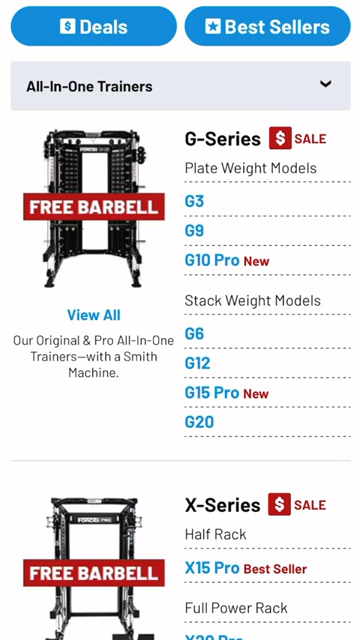 Deals
Best Sellers
All-In-One Trainers
G-Series SALE
Plate Weight Models
FREE BARBELL
G3
G9
G10 Pro New
Stack Weight Models
View All
Our Original & Pro All-In-One
Trainers—with a Smith
Machine.
G6
G12
G15 Pro New
G20
X-Series SALE
Half Rack
FREE BARBELL
X15 Pro Best Seller
Full Power Rack